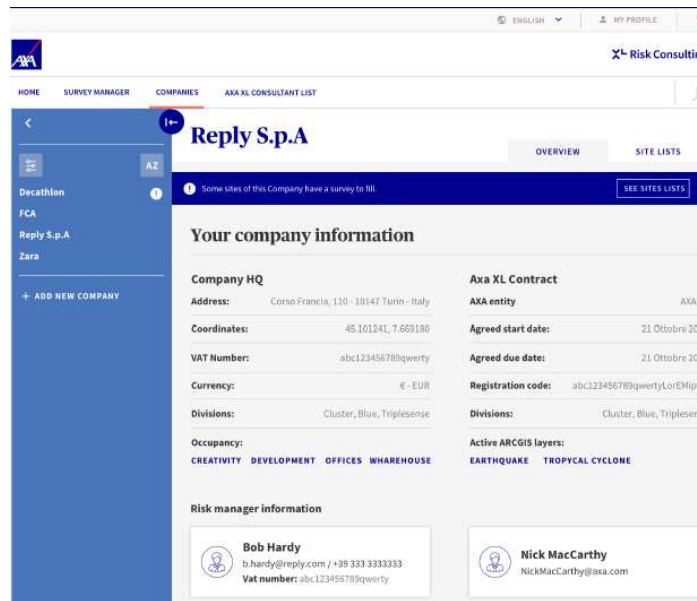 ENGLISH MY PROFILE
AXA
XL Risk Consultin
HOME SURVEY MANAGER COMPANIES AXA XL CONSULTANT LIST
Reply S.p.A
OVERVIEW SITE LISTS
AZ
Decathlon
FCA
Reply S.p.A
Zara
+ ADD NEW COMPANY
Some sites of this Company have a survey to fill. SEE SITES LISTS
Your company information
Company HQ
Address: Corso Francia, 110 - 10147 Turin - Italy
Coordinates: 45.101241, 7.669180
VAT Number: abc123456789qwerty
Currency: € - EUR
Divisions: Cluster, Blue, Triplesense
Occupancy:
CREATIVITY DEVELOPMENT OFFICES WHAREHOUSE
Axa XL Contract
AXA entity AXA
Agreed start date: 21 Ottobre 20
Agreed due date: 21 Ottobre 20
Registration code: abc123456789qwertyLorEMip
Divisions: Cluster, Blue, Triplesen
Active ARCGIS layers:
EARTHQUAKE TROPYCAL CYCLONE
Risk manager information
Bob Hardy
b.hardy@reply.com / +39 333 3333333
Vat number: abc123456789qwerty
Nick MacCarthy
NickMacCarthy@axa.com